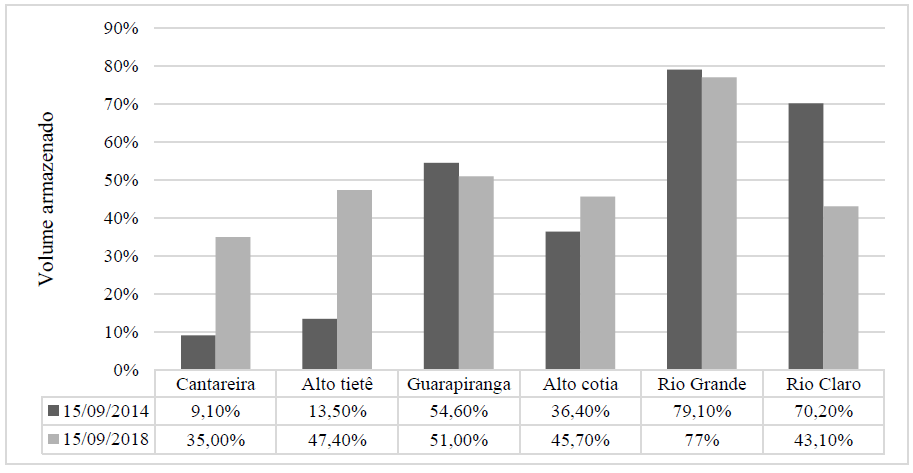 Volume armazenado
90%
80%
70%
60%
50%
40%
30%
20%
10%
0%
Cantareira Alto tietê Guarapiranga Alto cotia Rio Grande Rio Claro
15/09/2014 9,10% 13,50% 54,60% 36,40% 79,10% 70,20%
15/09/2018 35,00% 47,40% 51,00% 45,70% 77% 43,10%